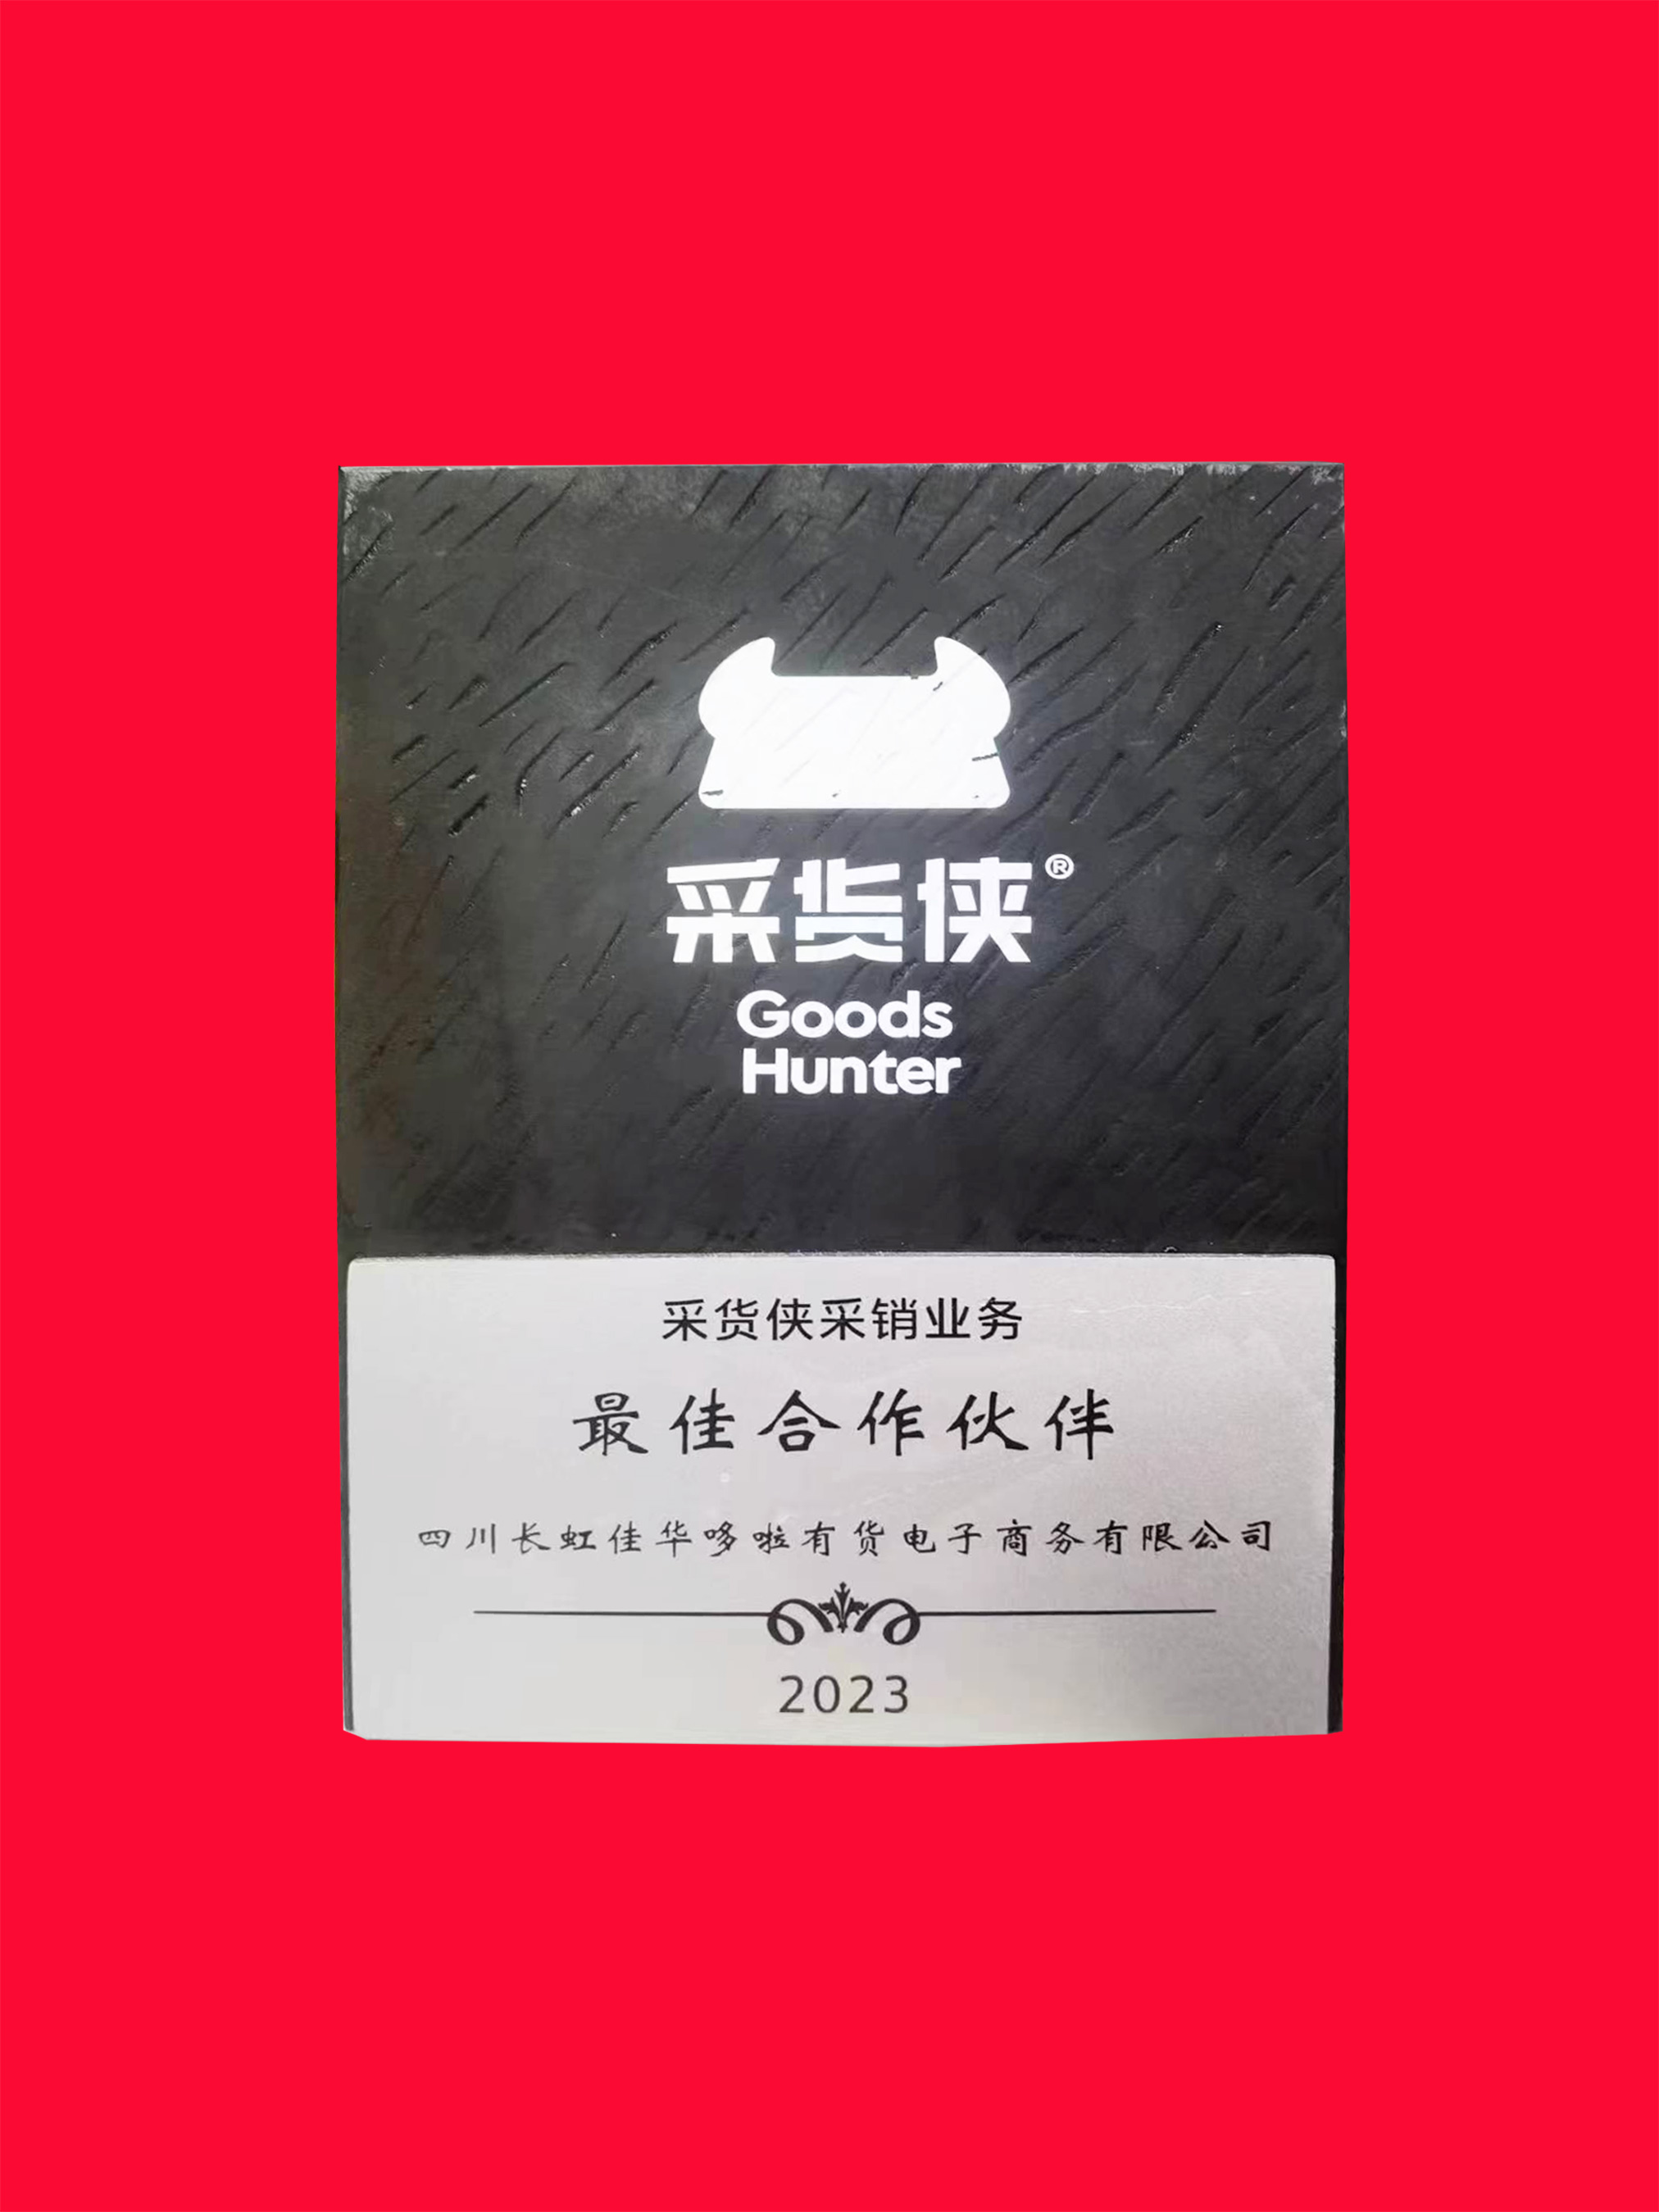 采货侠®
Goods
Hunter
采货侠采销业务
最佳合作伙伴
四川长虹佳华哆啦有货电子商务有限公司
2023